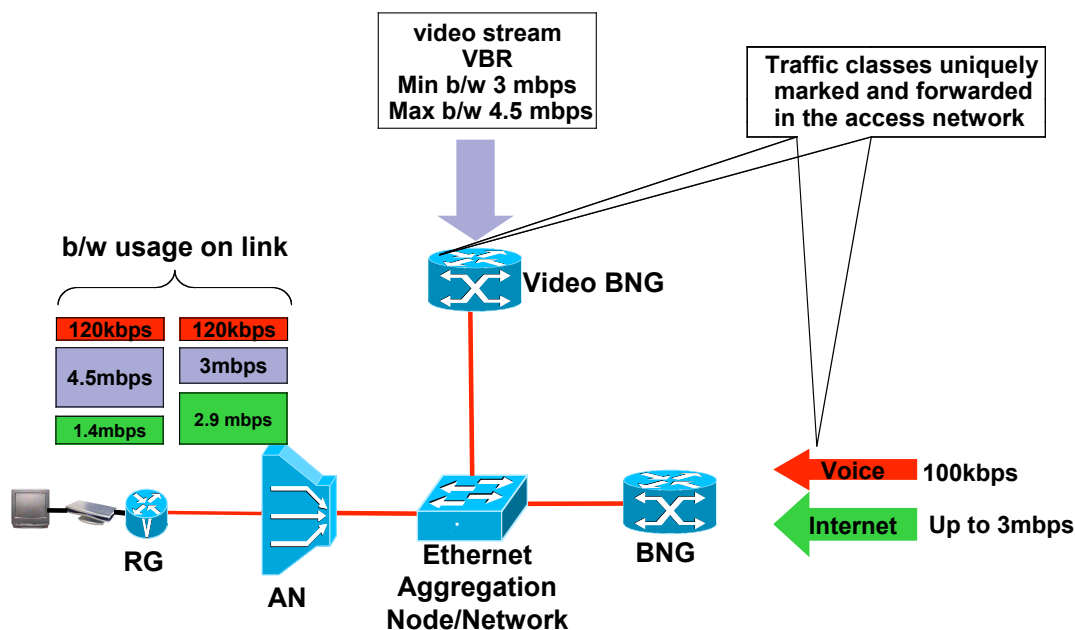 video stream
VBR
Min b/w 3 mbps
Max b/w 4.5 mbps
Traffic classes uniquely
marked and forwarded
in the access network
b/w usage on link
Video BNG
120kbps
120kbps
4.5mbps
3mbps
1.4mbps
2.9 mbps
Voice
100kbps
Internet
Up to 3mbps
RG
AN
Ethernet
Aggregation
Node/Network
BNG